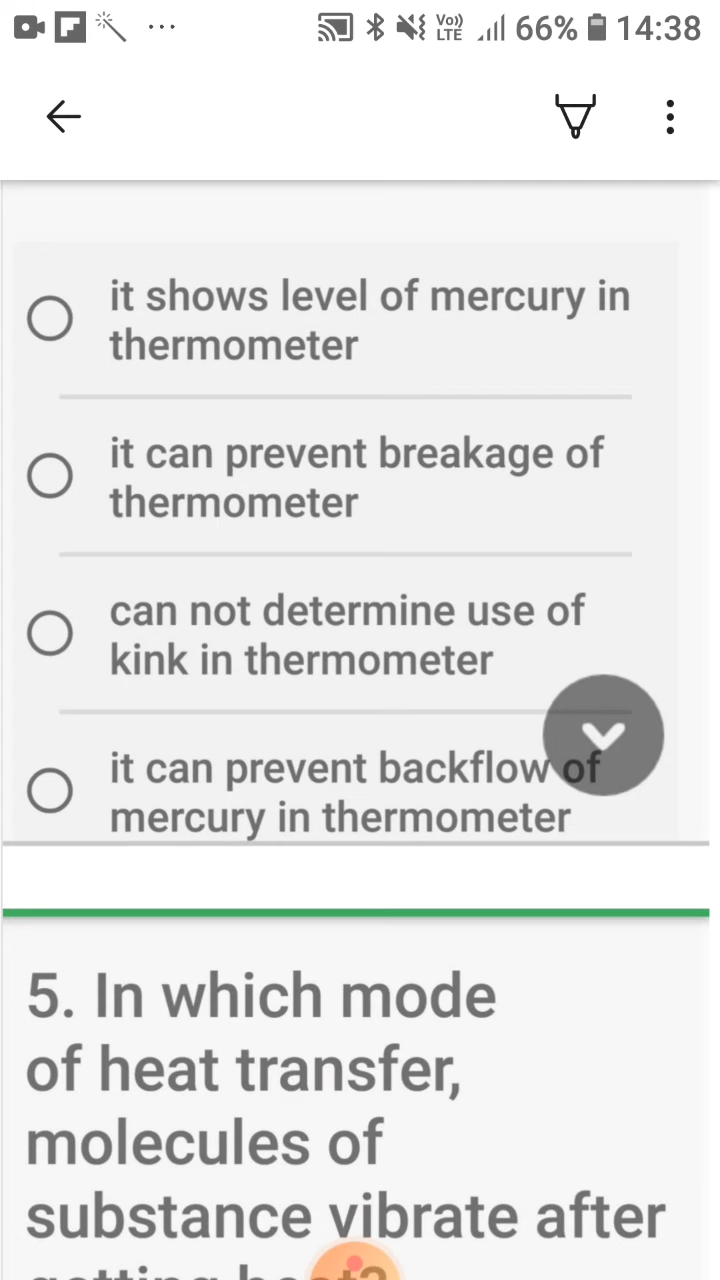 Vo)) LTE 66% 14:38
it shows level of mercury in
thermometer
it can prevent breakage of
thermometer
can not determine use of
kink in thermometer
it can prevent backflow of
mercury in thermometer
5. In which mode
of heat transfer,
molecules of
substance vibrate after